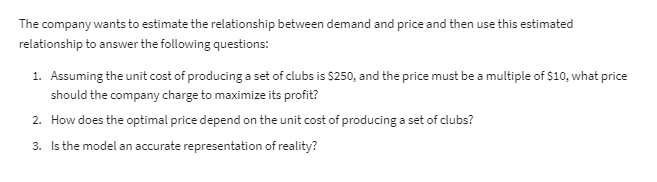 The company wants to estimate the relationship between demand and price and then use this estimated
relationship to answer the following questions:
1. Assuming the unit cost of producing a set of clubs is $250, and the price must be a multiple of $10, what price
should the company charge to maximize its profit?
2. How does the optimal price depend on the unit cost of producing a set of clubs?
3. Is the model an accurate representation of reality?